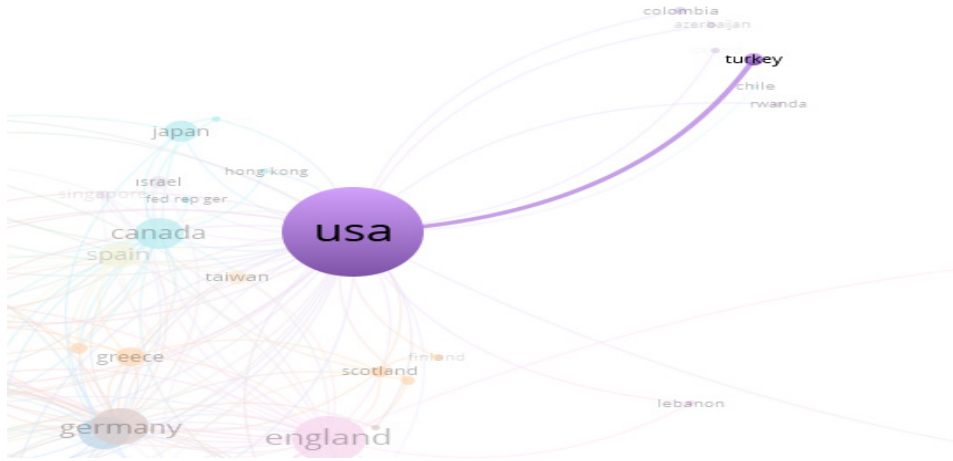 colombia
azerbaijan
turkey
chile
rwanda
japan
hong kong
israel
singapore
fed rep ger
usa
canada
spain
taiwan
greece
finland
scotland
lebanon
germany
england